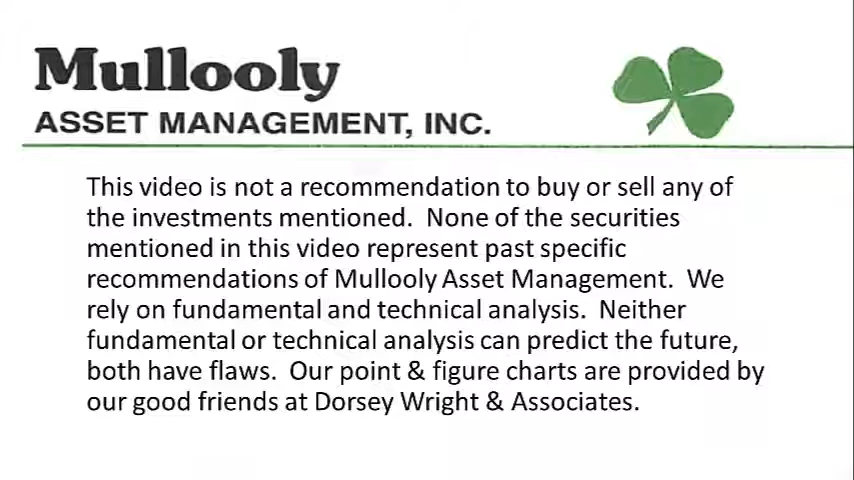 Mullooly
ASSET MANAGEMENT, INC.
This video is not a recommendation to buy or sell any of
the investments mentioned.  None of the securities
mentioned in this video represent past specific
recommendations of Mullooly Asset Management.  We
rely on fundamental and technical analysis.  Neither
fundamental or technical analysis can predict the future,
both have flaws.  Our point & figure charts are provided by
our good friends at Dorsey Wright & Associates.